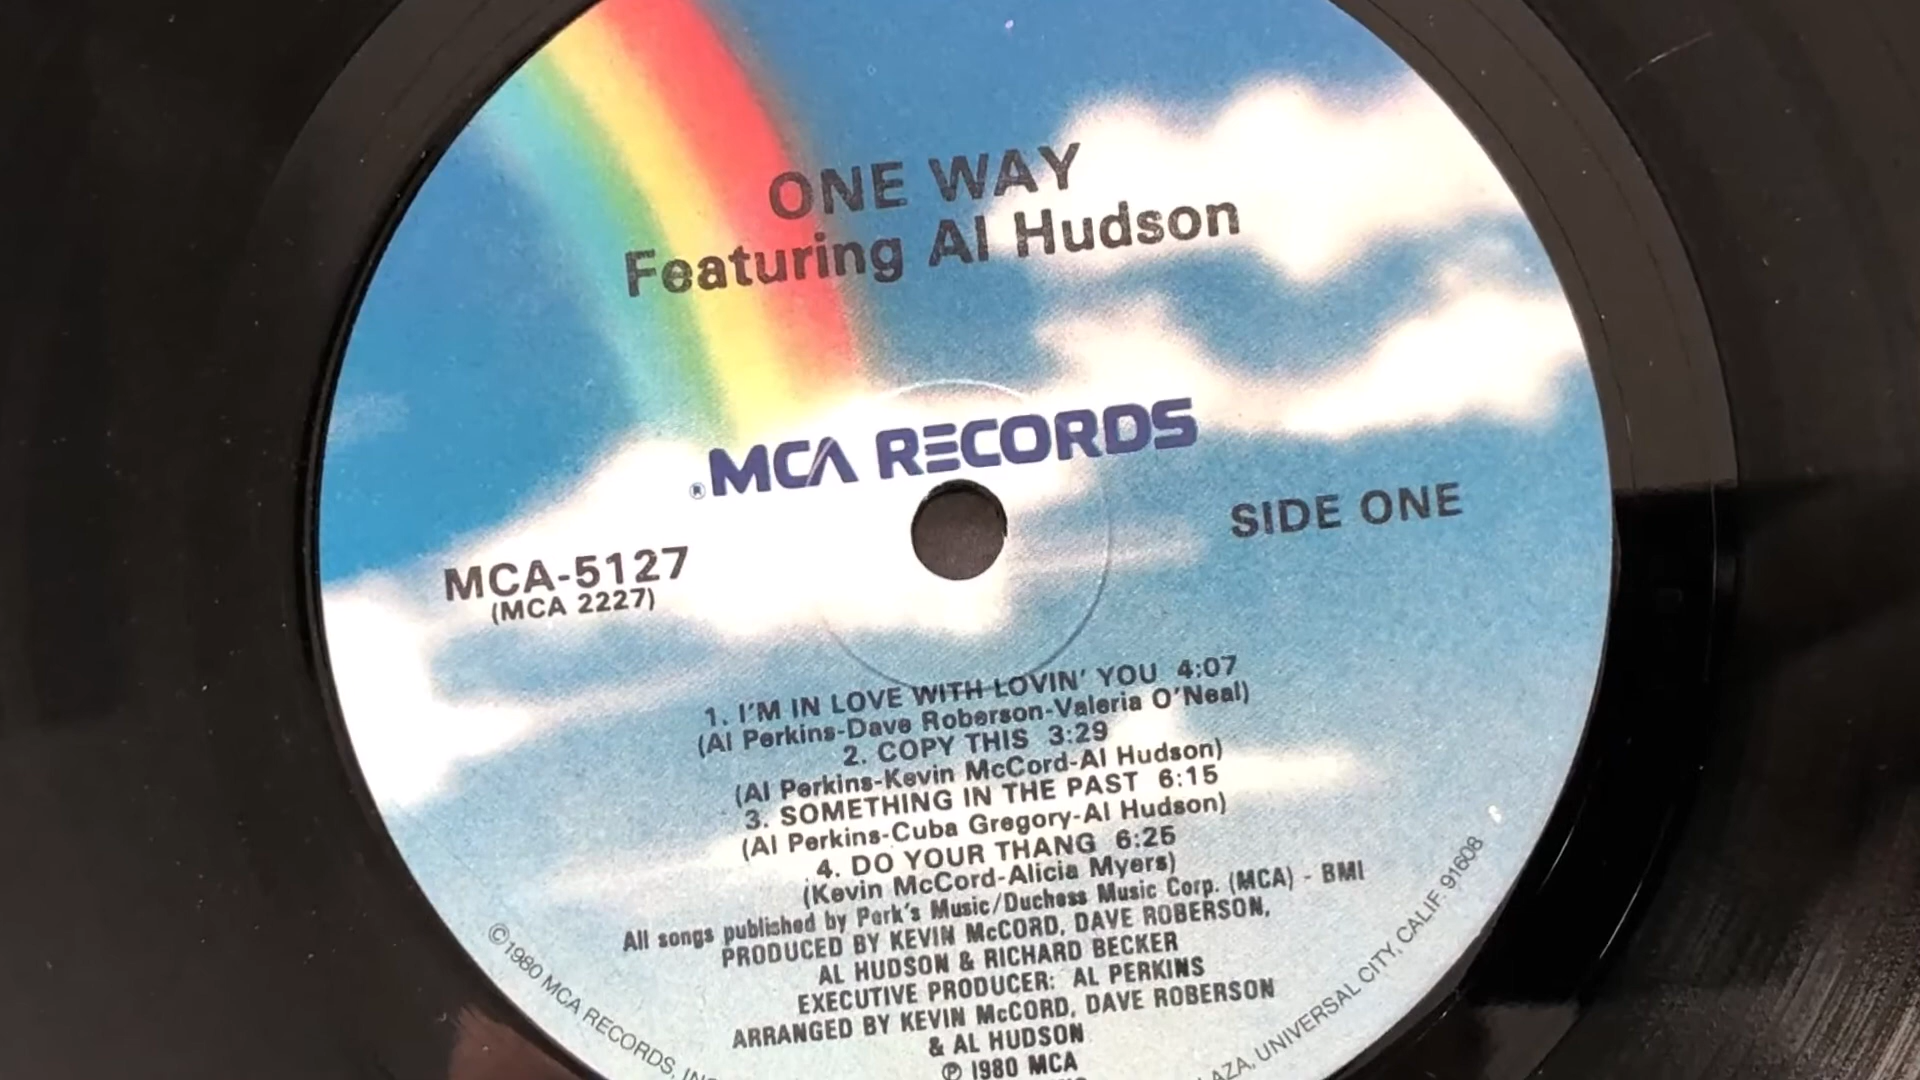 ONE WAY
Featuring Al Hudson
®MCA RECORDS
SIDE ONE
MCA-5127
(MCA 2227)
1. I'M IN LOVE WITH LOVIN' YOU 4:07
(Al Perkins-Dave Roberson-Valeria O'Neal)
2. COPY THIS 3:29
(Al Perkins-Kevin McCord-Al Hudson)
3. SOMETHING IN THE PAST 6:15
(Al Perkins-Cuba Gregory-Al Hudson)
4. DO YOUR THANG 6:25
(Kevin McCord-Alicia Myers)
All songs published by Perk's Music/Duchess Music Corp. (MCA) - BMI
PRODUCED BY KEVIN McCORD, DAVE ROBERSON,
AL HUDSON & RICHARD BECKER
EXECUTIVE PRODUCER: AL PERKINS
ARRANGED BY KEVIN McCORD, DAVE ROBERSON
& AL HUDSON
℗ 1980 MCA
©1980 MCA RECORDS,
UNIVERSAL CITY, CALIF. 91608